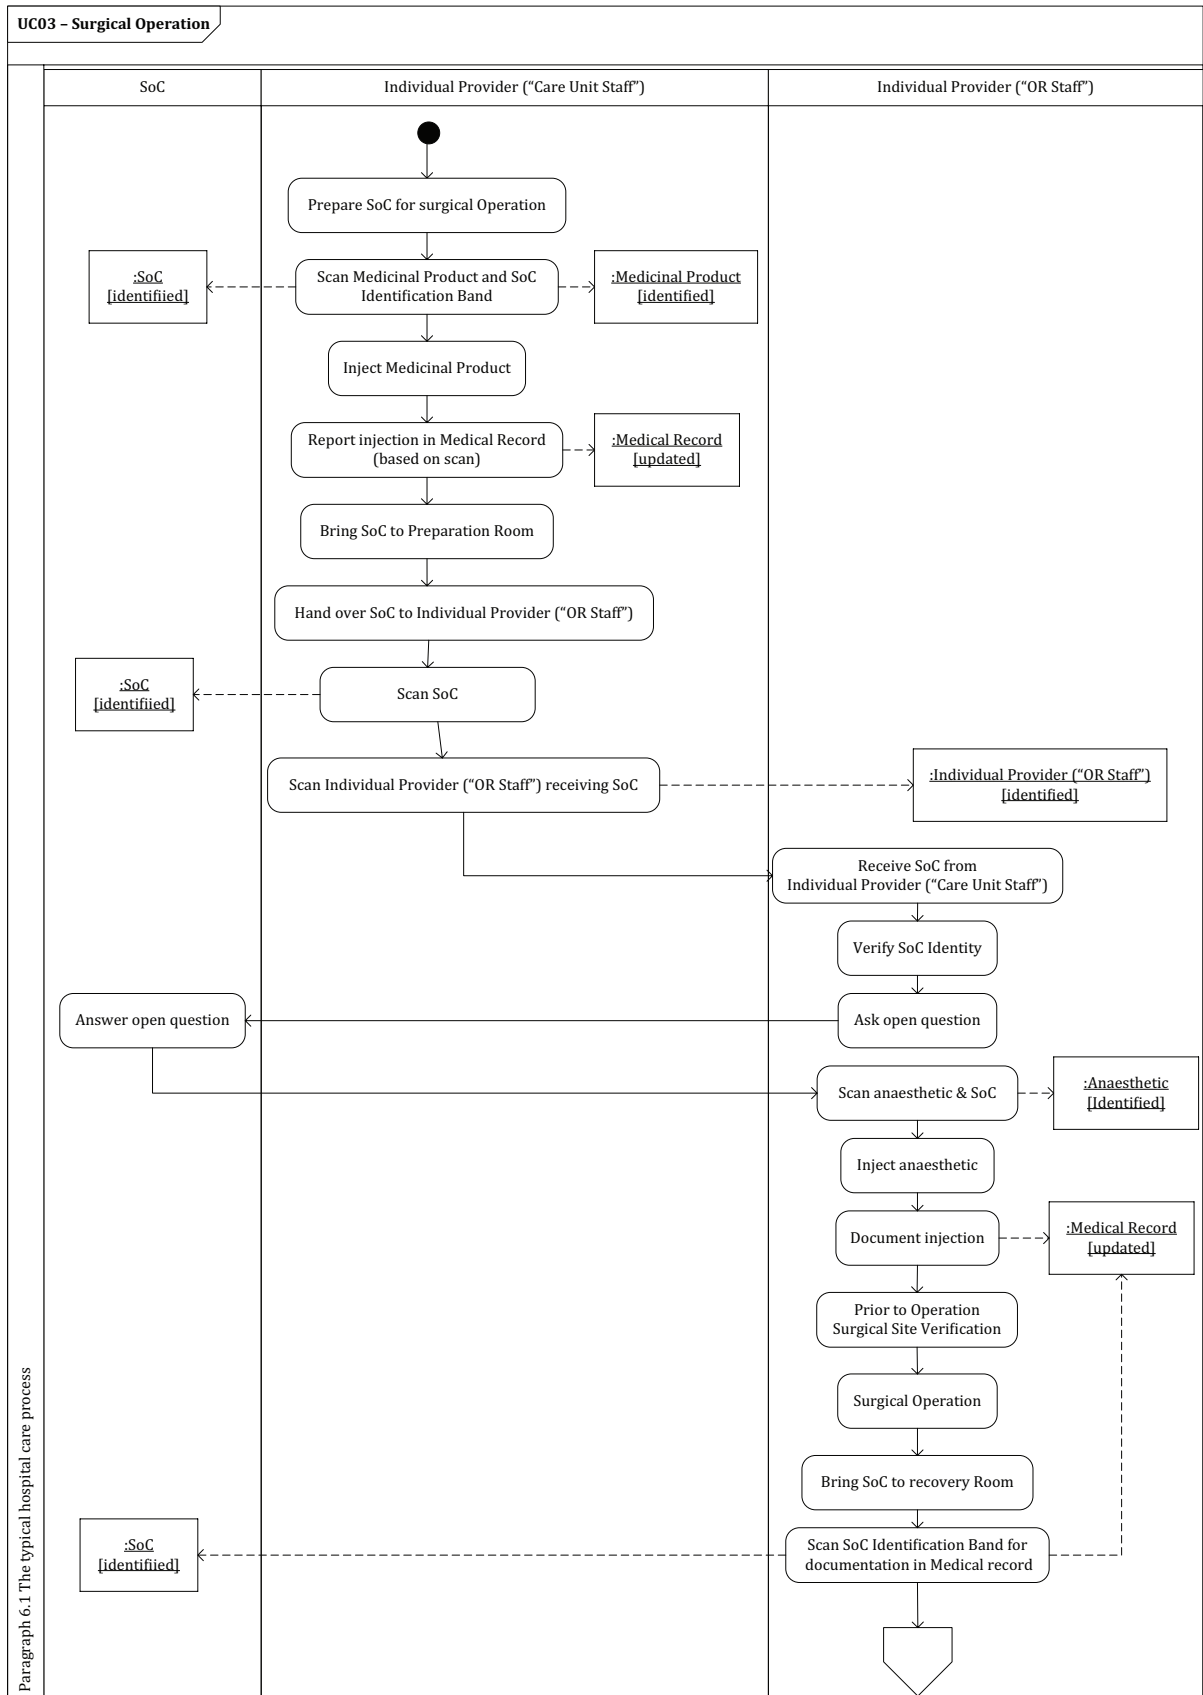 UC03 – Surgical Operation
SoC
Individual Provider (“Care Unit Staff”)
Individual Provider (“OR Staff”)
Prepare SoC for surgical Operation
:SoC
[identifiied]
Scan Medicinal Product and SoC
Identification Band
:Medicinal Product
[identified]
Inject Medicinal Product
Report injection in Medical Record
(based on scan)
:Medical Record
[updated]
Bring SoC to Preparation Room
Hand over SoC to Individual Provider (“OR Staff”)
:SoC
[identifiied]
Scan SoC
Scan Individual Provider (“OR Staff”) receiving SoC
:Individual Provider (“OR Staff”)
[identified]
Receive SoC from
Individual Provider (“Care Unit Staff”)
Verify SoC Identity
Answer open question
Ask open question
Scan anaesthetic & SoC
:Anaesthetic
[Identified]
Inject anaesthetic
Document injection
:Medical Record
[updated]
Prior to Operation
Surgical Site Verification
Surgical Operation
Bring SoC to recovery Room
:SoC
[identifiied]
Scan SoC Identification Band for
documentation in Medical record
Paragraph 6.1 The typical hospital care process